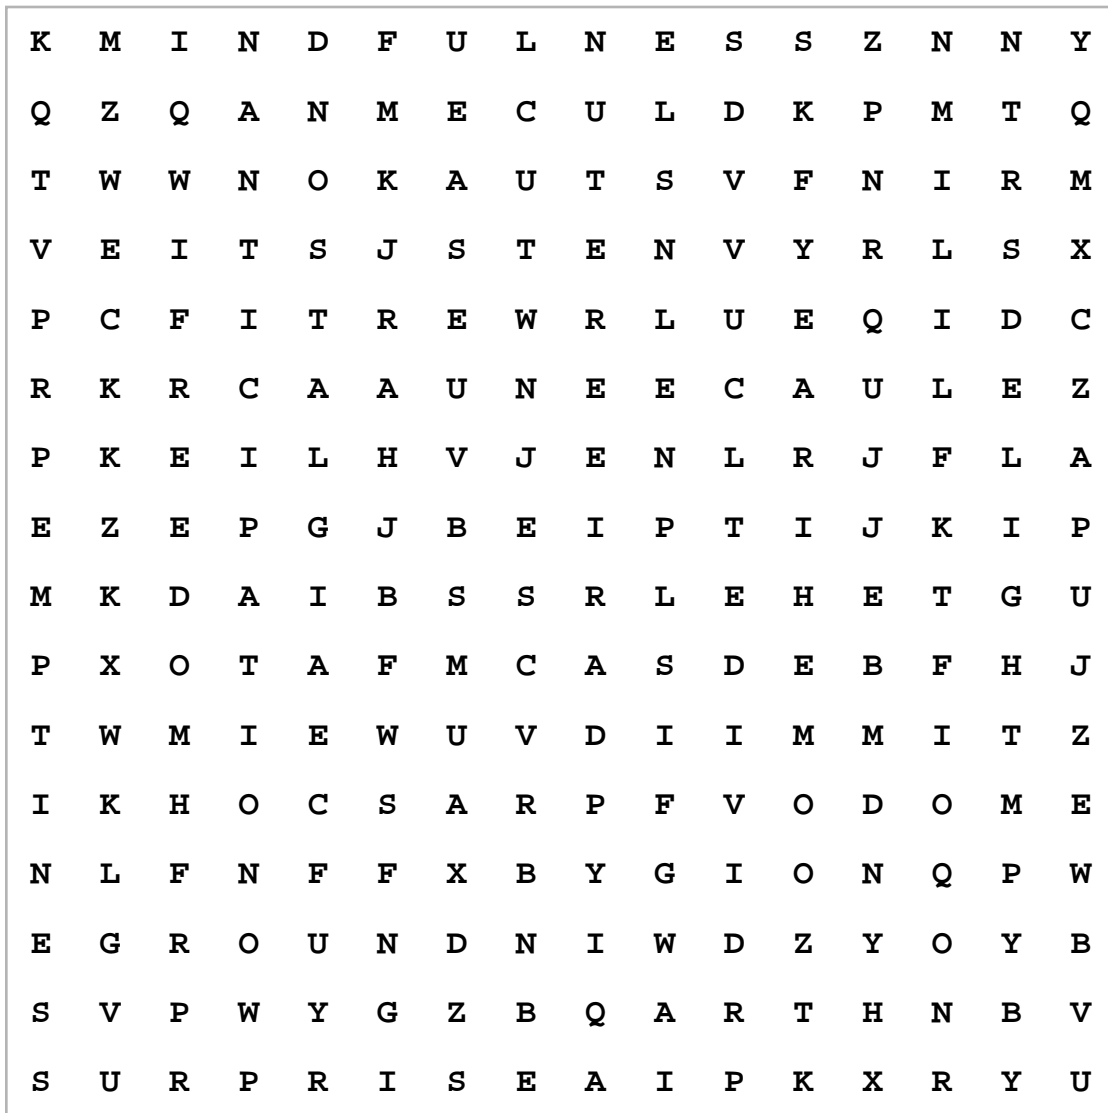 K M I N D F U L N E S S Z N N Y
Q Z Q A N M E C U L D K P M T Q
T W W N O K A U T S V F N I R M
V E I T S J S T E N V Y R L S X
P C F I T R E W R L U E Q I D C
R K R C A A U N E E C A U L E Z
P K E I L H V J E N L R J F L A
E Z E P G J B E I P T I J K I P
M K D A I B S S R L E H E T G U
P X O T A F M C A S D E B F H J
T W M I E W U V D I I M M I T Z
I K H O C S A R P F V O D O M E
N L F N F F X B Y G I O N Q P W
E G R O U N D N I W D Z Y O Y B
S V P W Y G Z B Q A R T H N B V
S U R P R I S E A I P K X R Y U